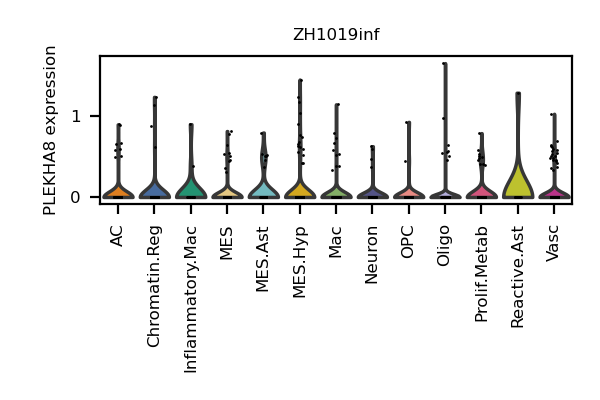 ZH1019inf
PLEKHA8 expression
1
0
AC
Chromatin.Reg
Inflammatory.Mac
MES
MES.Ast
MES.Hyp
Mac
Neuron
OPC
Oligo
Prolif.Metab
Reactive.Ast
Vasc